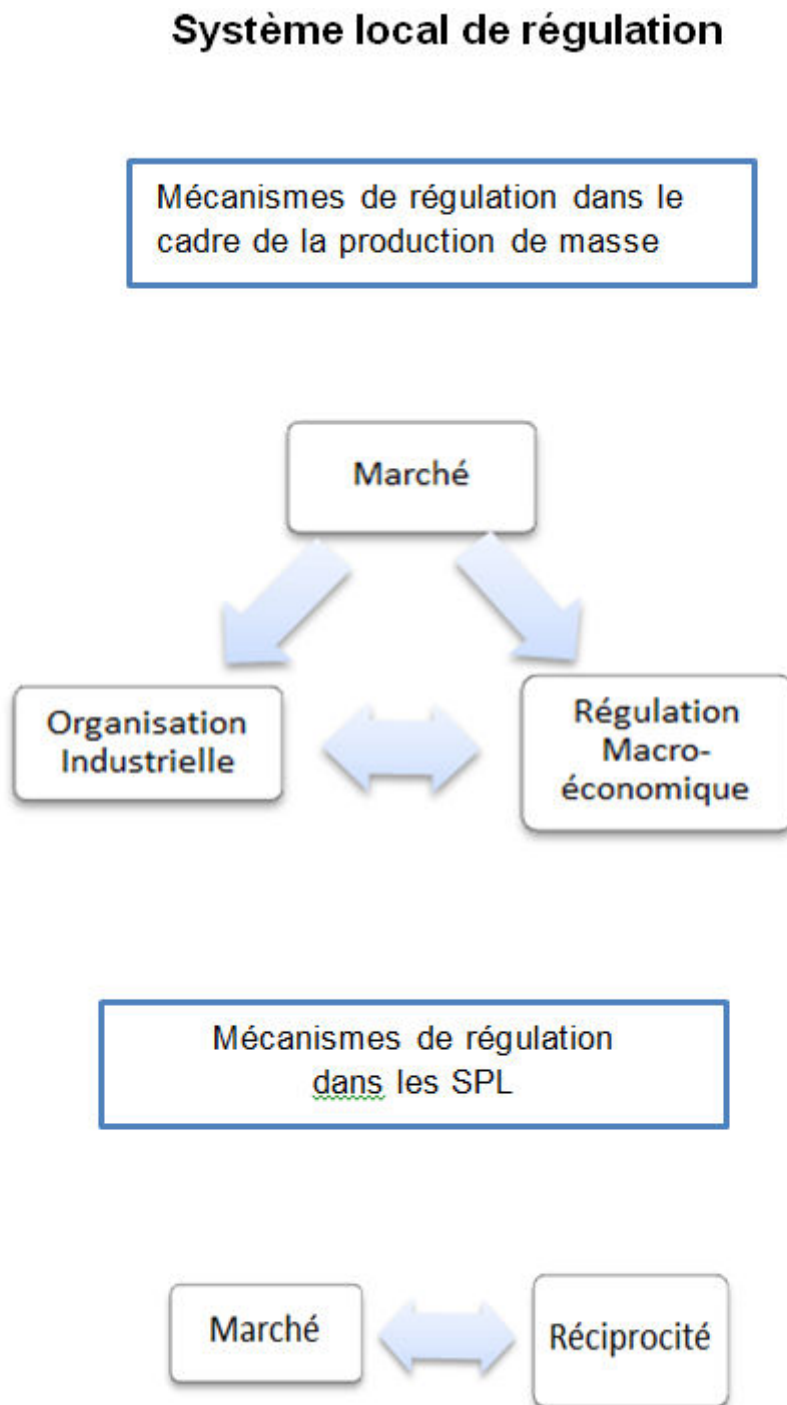 Système local de régulation
Mécanismes de régulation dans le
cadre de la production de masse
Marché
Organisation
Industrielle
Régulation
Macro-
économique
Mécanismes de régulation
dans les SPL
Marché
Réciprocité